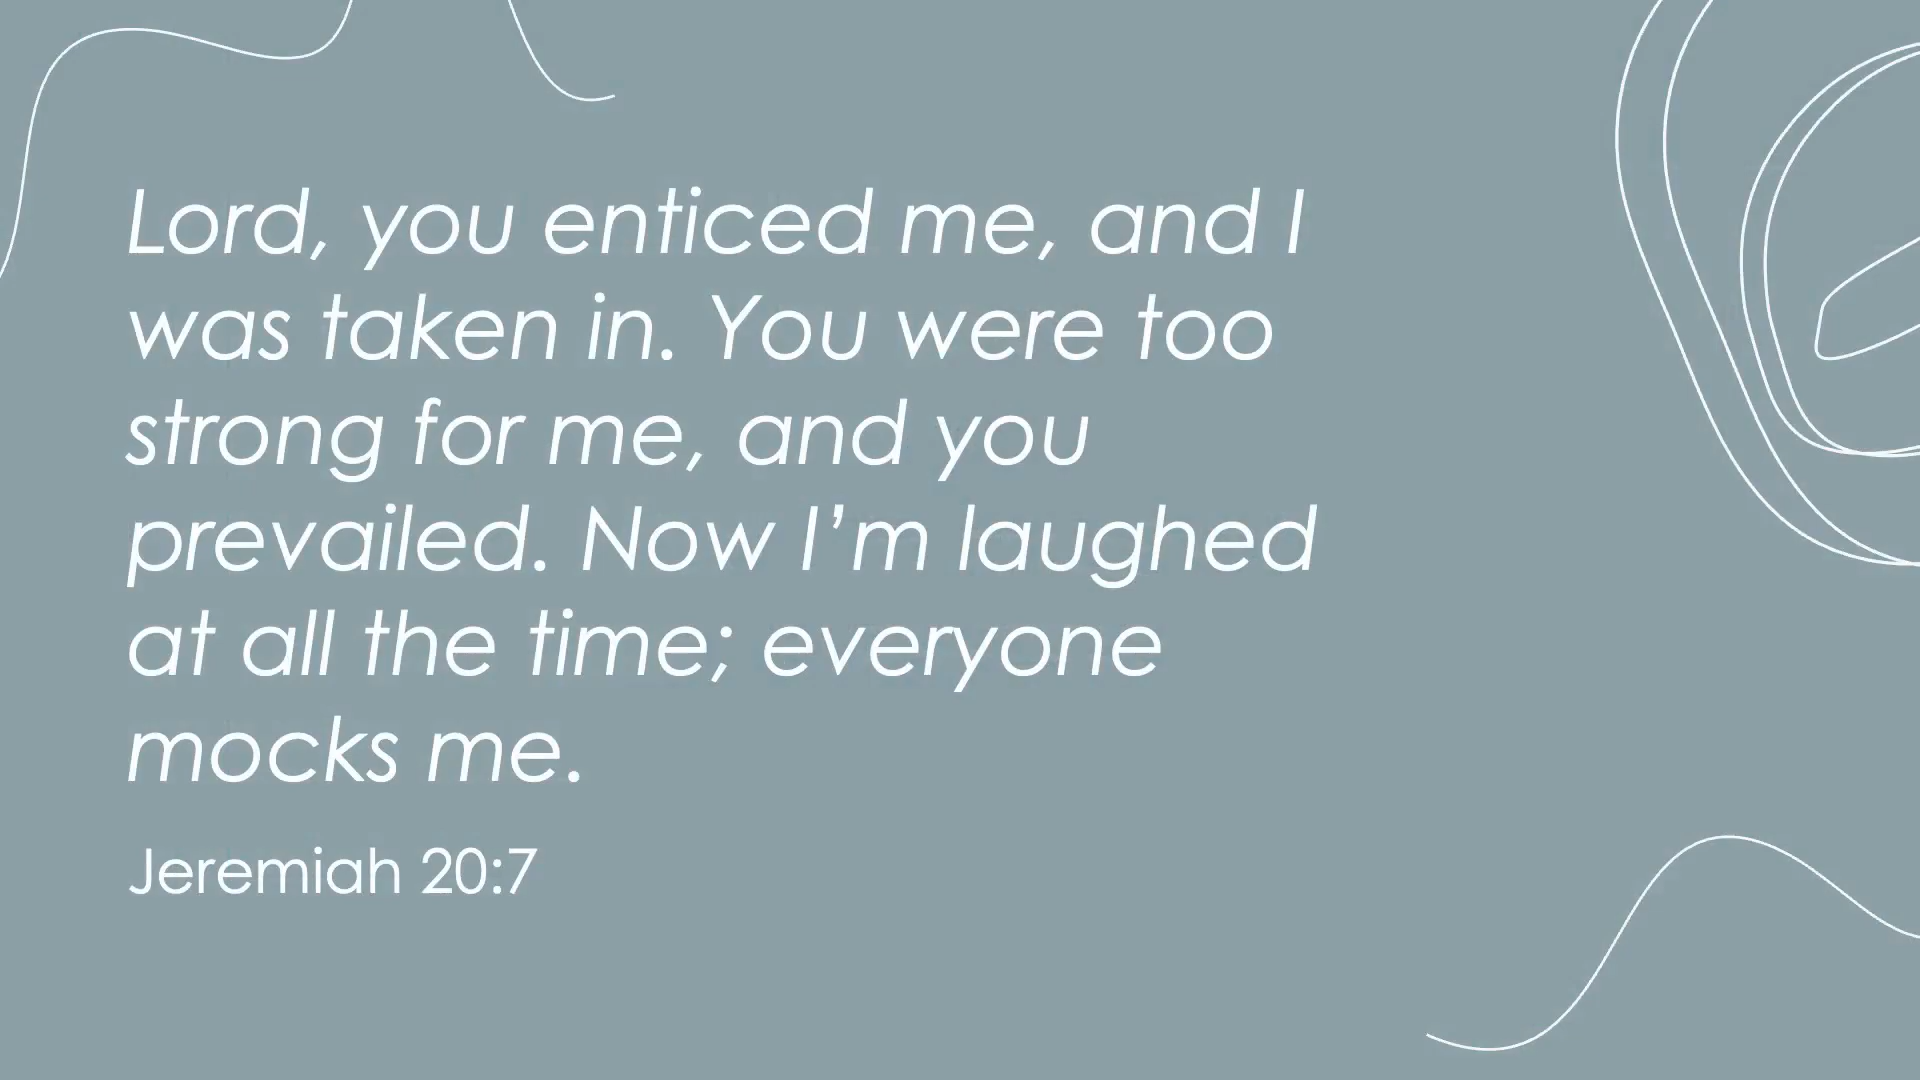 Lord, you enticed me, and I
was taken in. You were too
strong for me, and you
prevailed. Now I’m laughed
at all the time; everyone
mocks me.
Jeremiah 20:7